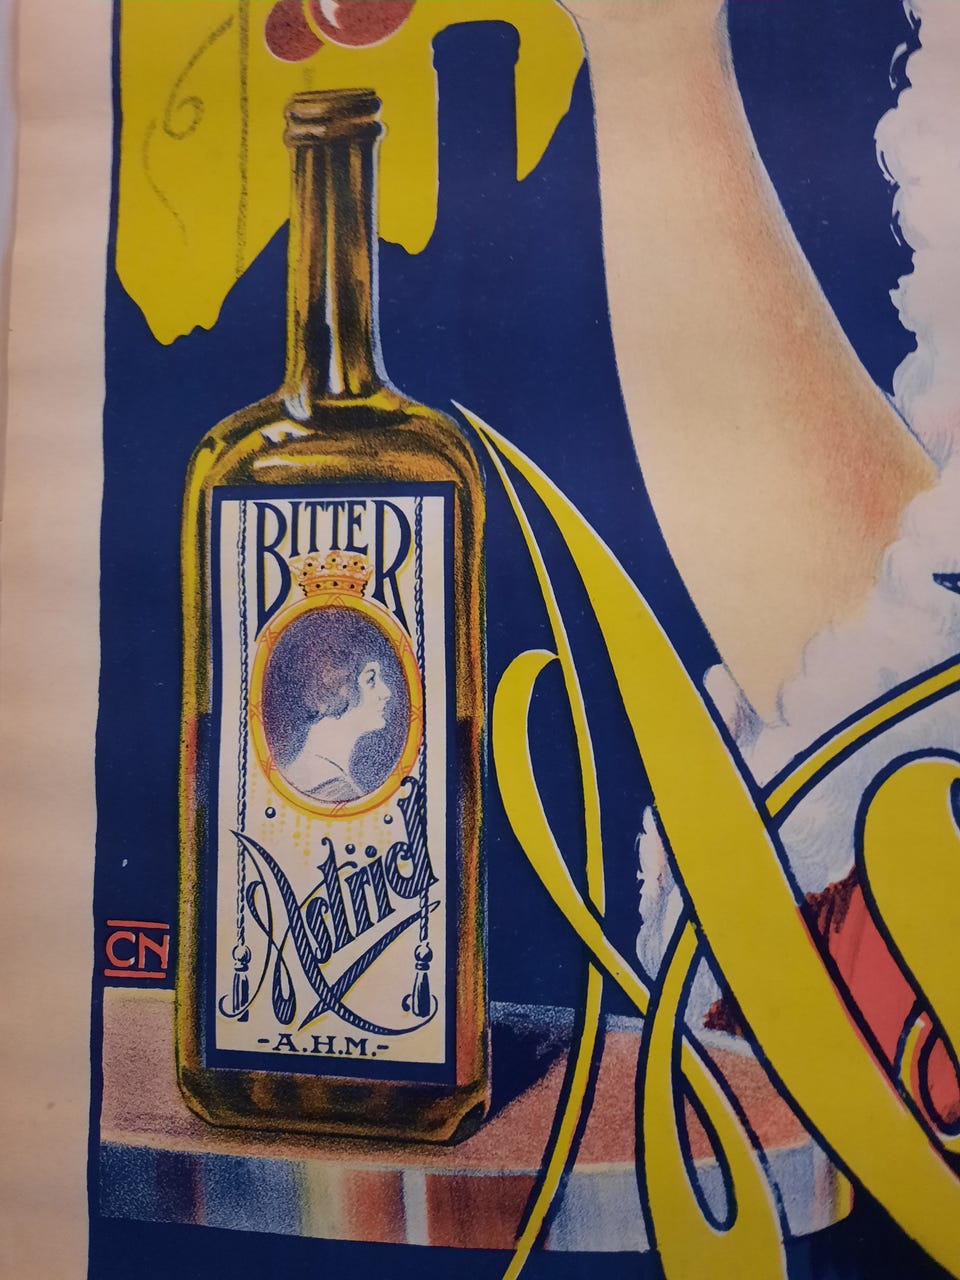 BITTER
Astrid
-A.H.M.-
CN